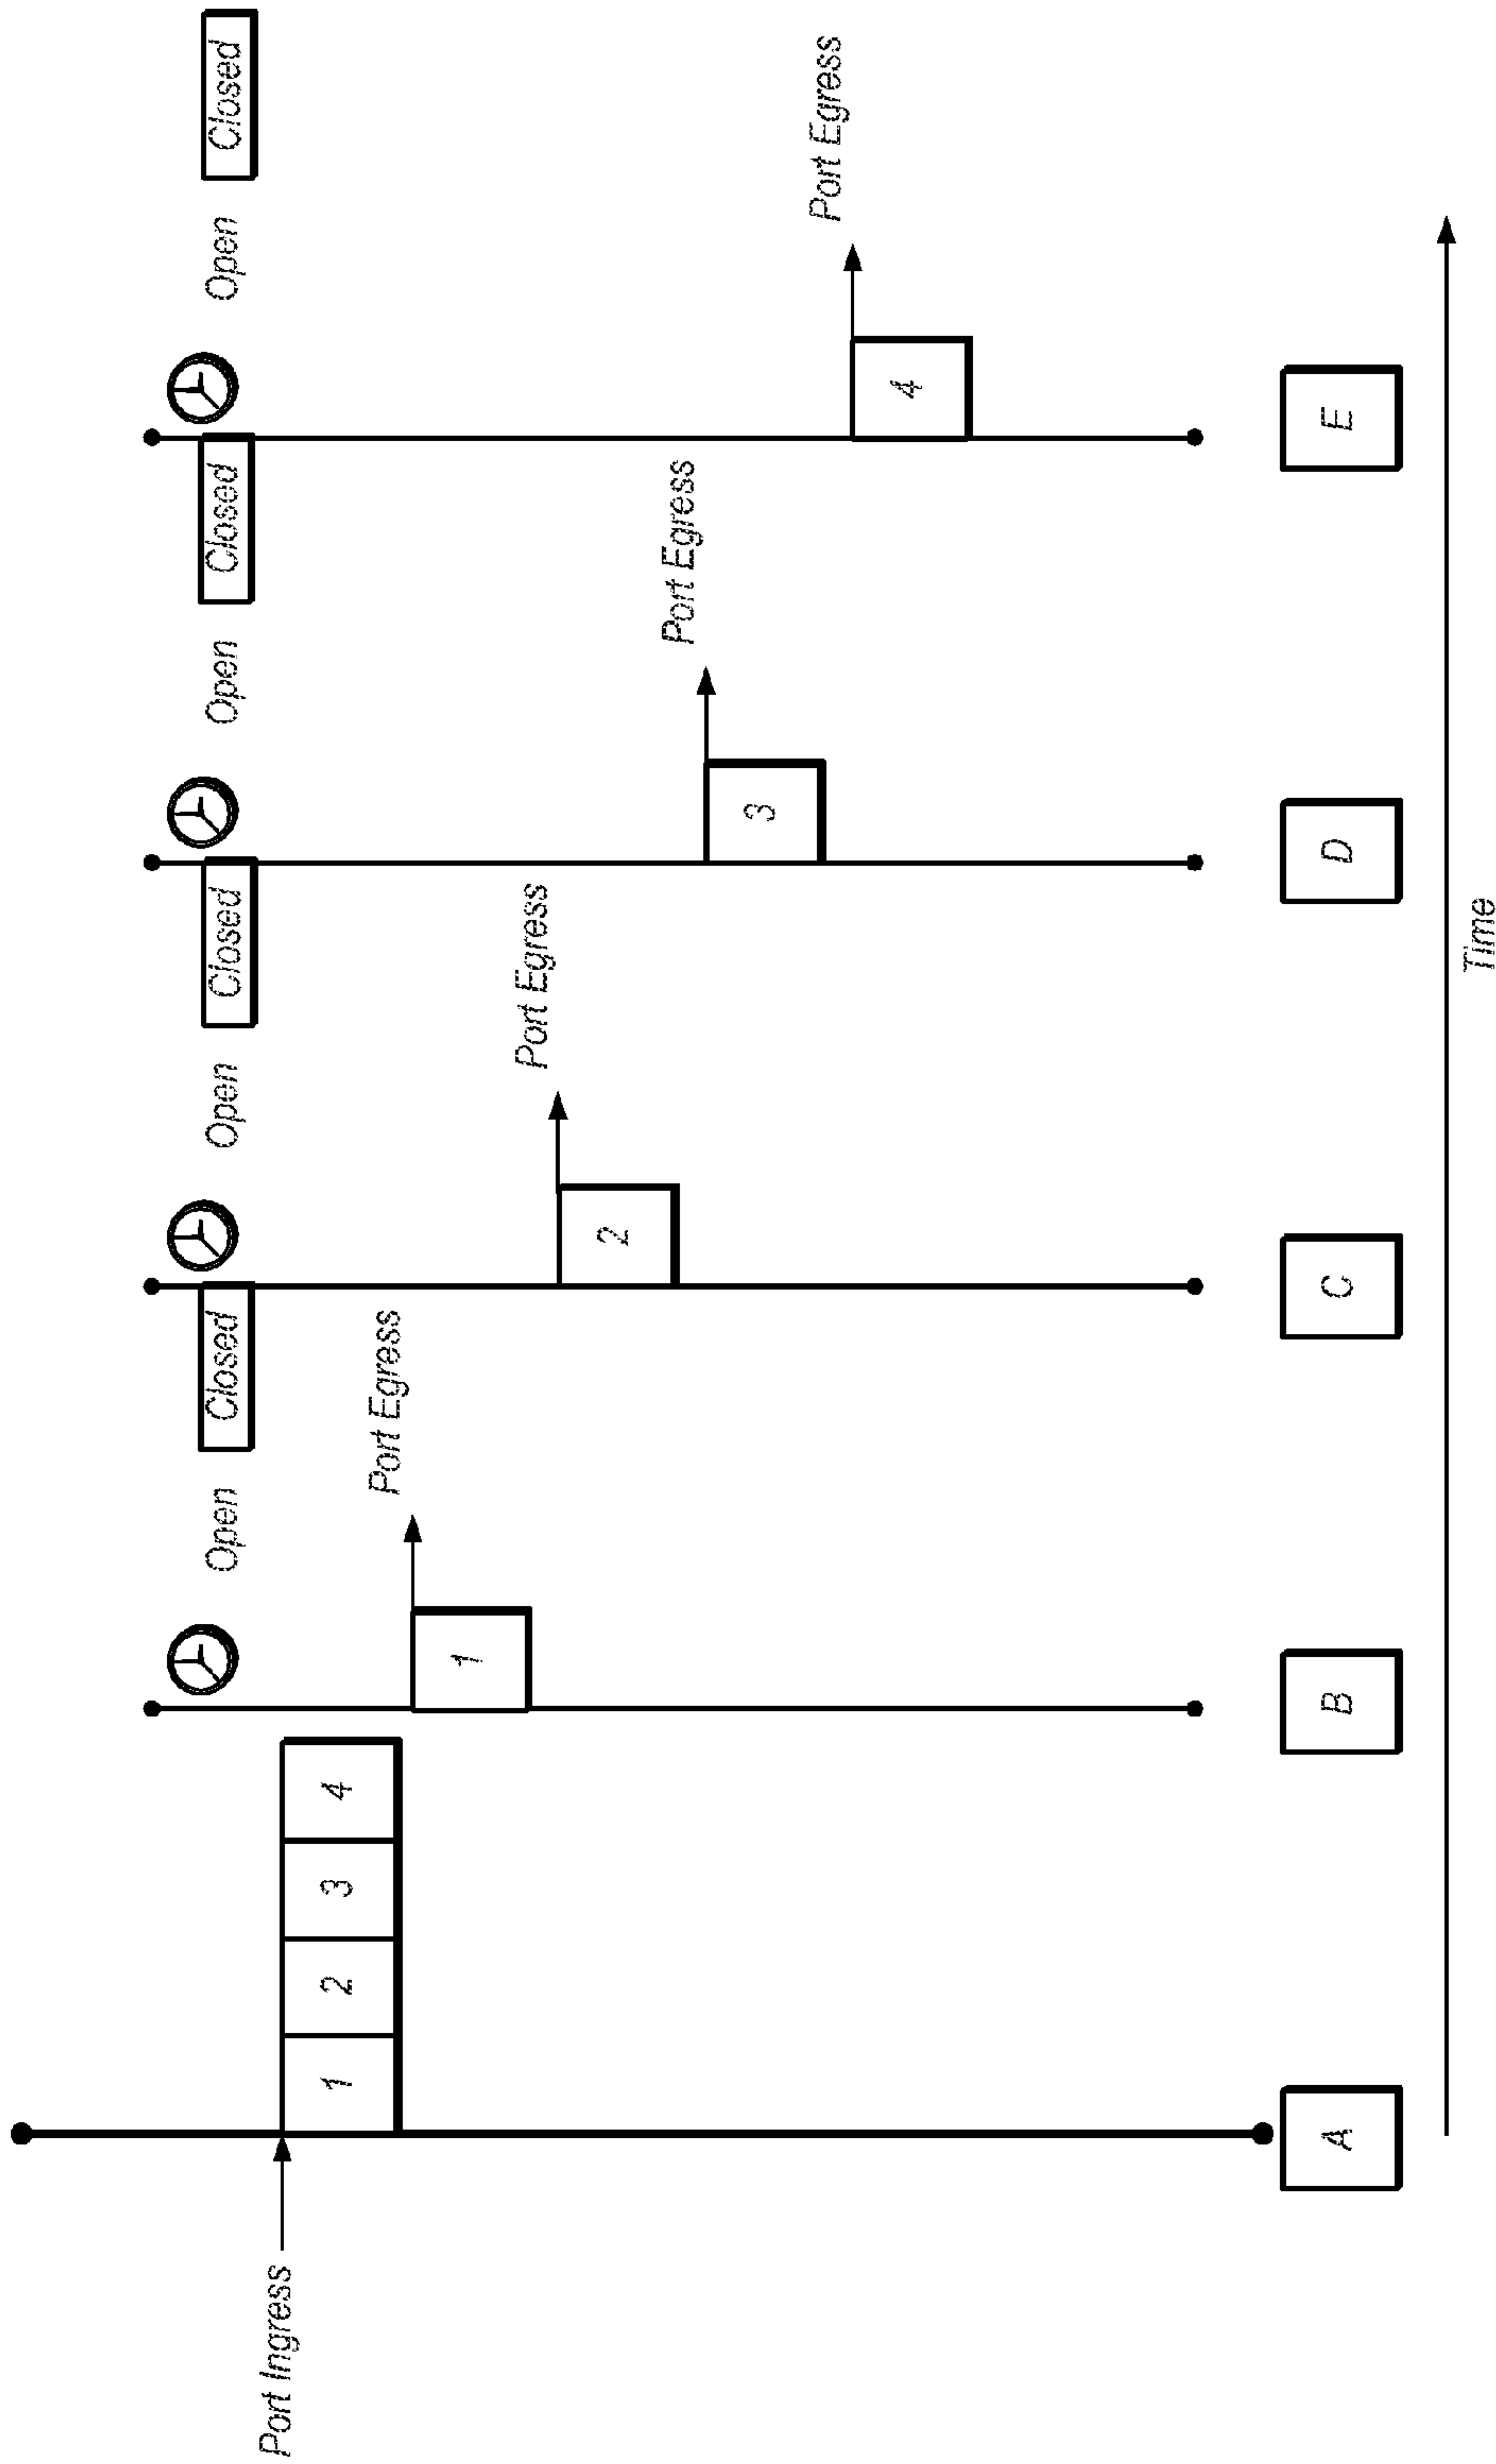 Open
Closed
Open
Closed
Open
Closed
Open
Closed
Port Ingress
1
2
3
4
1
Port Egress
2
Port Egress
3
Port Egress
4
Port Egress
A
B
C
D
E
Time